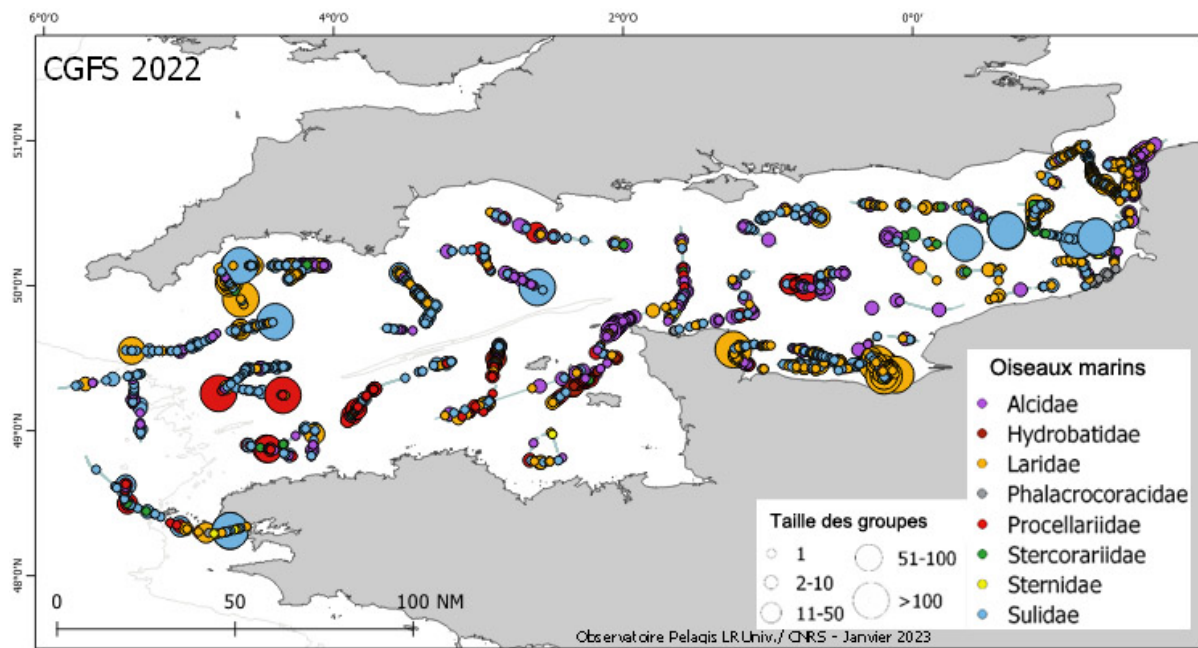 6°0'O 4°0'O 2°0'O 0°0'
CGFS 2022
51°0'N
50°0'N
49°0'N
48°0'N
Oiseaux marins
Alcidae
Hydrobatidae
Laridae
Phalacrocoracidae
Procellariidae
Stercorariidae
Sternidae
Sulidae
Taille des groupes
1
2-10
11-50
51-100
>100
0 50 100 NM
Observatoire Pelagis LR Univ./ CNRS - Janvier 2023